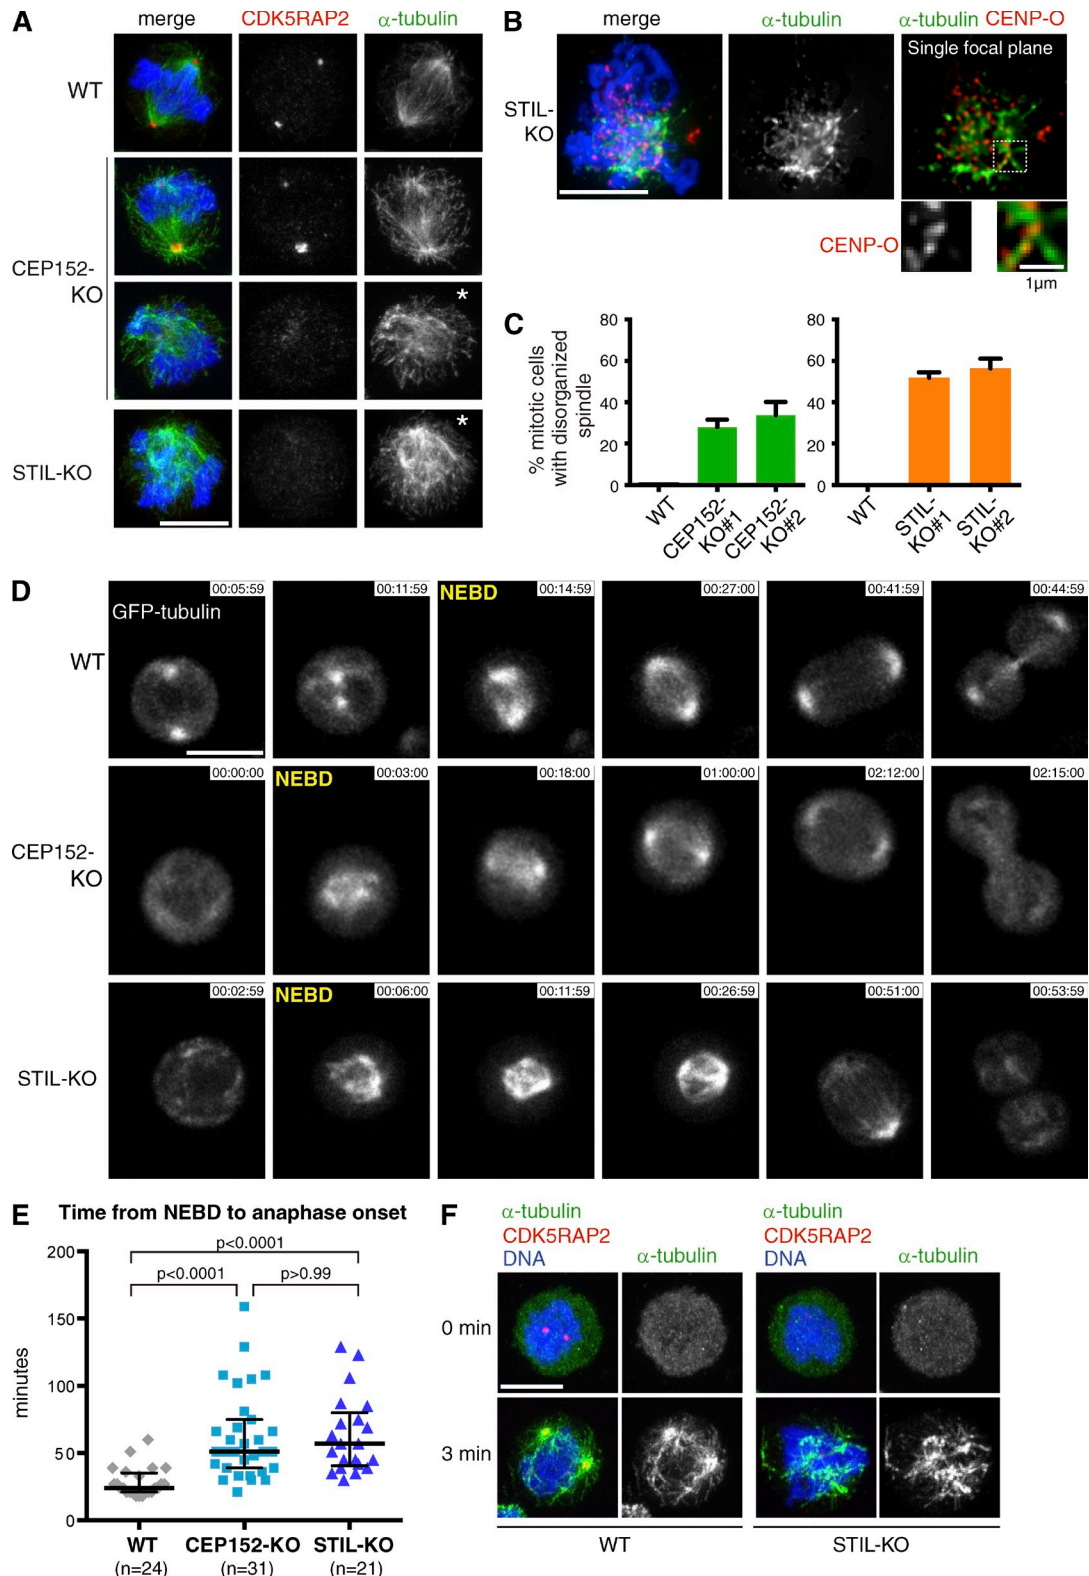 A
merge
CDK5RAP2
α-tubulin
WT
CEP152-
KO
*
STIL-KO
*
B
merge
α-tubulin
α-tubulin CENP-O
Single focal plane
STIL-
KO
CENP-O
1µm
C
% mitotic cells
with disorganized
spindle
80
60
40
20
0
WT
CEP152-
KO#1
CEP152-
KO#2
80
60
40
20
0
WT
STIL-
KO#1
STIL-
KO#2
D
WT
GFP-tubulin
00:05:59
00:11:59
NEBD
00:14:59
00:27:00
00:41:59
00:44:59
CEP152-
KO
00:00:00
NEBD
00:03:00
00:18:00
01:00:00
02:12:00
02:15:00
STIL-KO
00:02:59
NEBD
00:06:00
00:11:59
00:26:59
00:51:00
00:53:59
E
Time from NEBD to anaphase onset
p<0.0001
p<0.0001
p>0.99
minutes
200
150
100
50
0
WT
(n=24)
CEP152-KO
(n=31)
STIL-KO
(n=21)
F
α-tubulin
CDK5RAP2
DNA
α-tubulin
α-tubulin
CDK5RAP2
DNA
α-tubulin
0 min
3 min
WT
STIL-KO